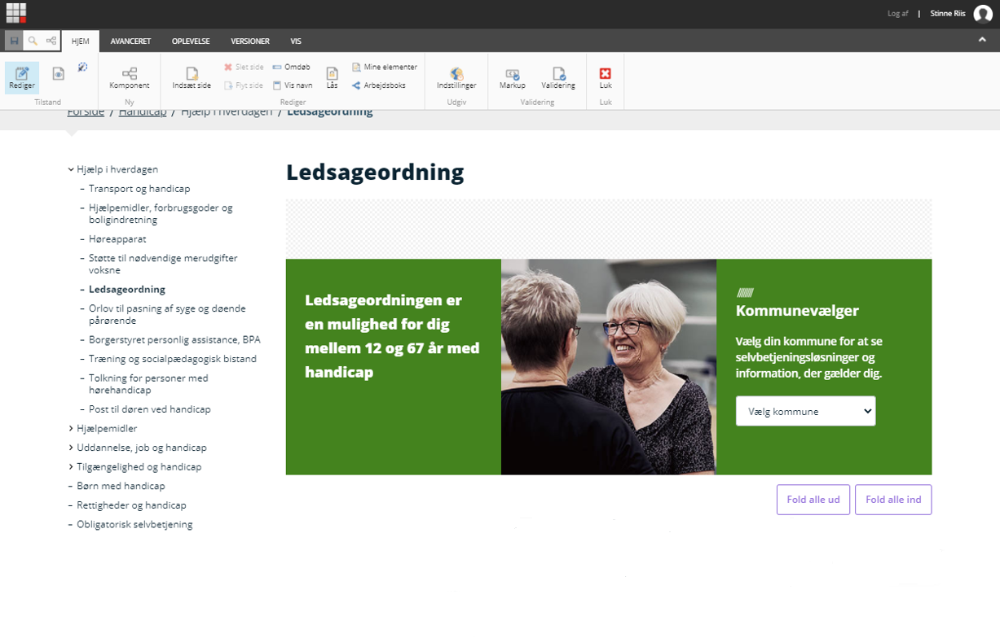 Log af | Stinne Riis
HJEM AVANCERET OPLEVELSE VERSIONER VIS
Rediger
Tilstand
Komponent
Ny
Indsæt side
Slet side
Flyt side
Omdøb
Vis navn
Lås
Mine elementer
Arbejdsboks
Rediger
Indstillinger
Udgiv
Markup
Validering
Validering
Luk
Luk
Forside / Handicap / Hjælp i hverdagen / Ledsageordning
Hjælp i hverdagen
– Transport og handicap
– Hjælpemidler, forbrugsgoder og
boligindretning
– Høreapparat
– Støtte til nødvendige merudgifter
voksne
– Ledsageordning
– Orlov til pasning af syge og døende
pårørende
– Borgerstyret personlig assistance, BPA
– Træning og socialpædagogisk bistand
– Tolkning for personer med
hørehandicap
– Post til døren ved handicap
Hjælpemidler
Uddannelse, job og handicap
Tilgængelighed og handicap
– Børn med handicap
– Rettigheder og handicap
– Obligatorisk selvbetjening
Ledsageordning
Ledsageordningen er
en mulighed for dig
mellem 12 og 67 år med
handicap
Kommunevælger
Vælg din kommune for at se
selvbetjeningsløsninger og
information, der gælder dig.
Vælg kommune
Fold alle ud
Fold alle ind